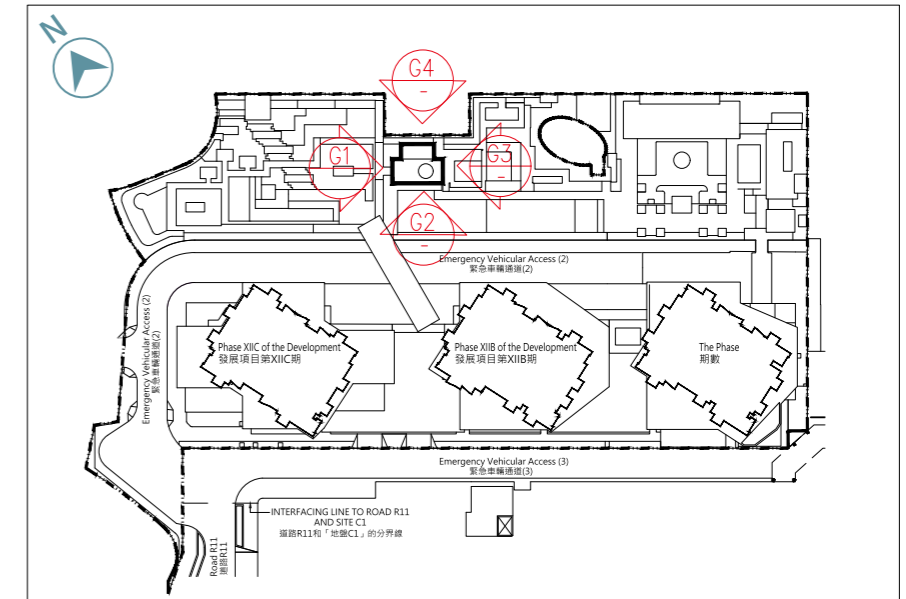 N
G4
-
G1
-
G3
-
G2
-
Emergency Vehicular Access (2)
緊急車輛通道(2)
Emergency Vehicular Access (2)
緊急車輛通道(2)
Phase XIIC of the Development
發展項目第XIIC期
Phase XIIB of the Development
發展項目第XIIB期
The Phase
期數
Emergency Vehicular Access (3)
緊急車輛通道(3)
INTERFACING LINE TO ROAD R11
AND SITE C1
道路R11和「地盤C1」的分界線
Road R11
道路R11